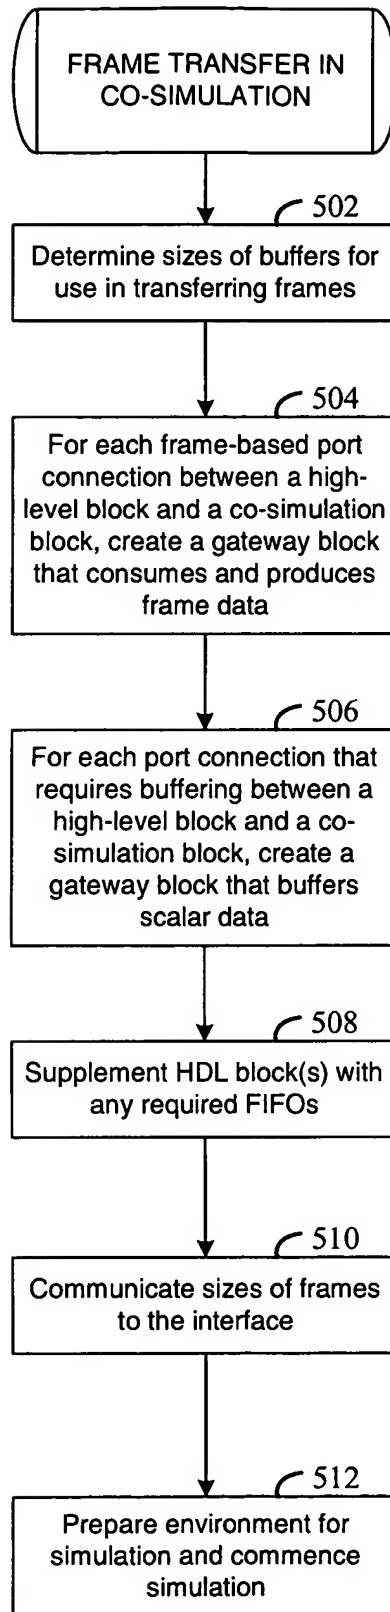 FRAME TRANSFER IN
CO-SIMULATION
502
Determine sizes of buffers for
use in transferring frames
504
For each frame-based port
connection between a high-
level block and a co-simulation
block, create a gateway block
that consumes and produces
frame data
506
For each port connection that
requires buffering between a
high-level block and a co-
simulation block, create a
gateway block that buffers
scalar data
508
Supplement HDL block(s) with
any required FIFOs
510
Communicate sizes of frames
to the interface
512
Prepare environment for
simulation and commence
simulation